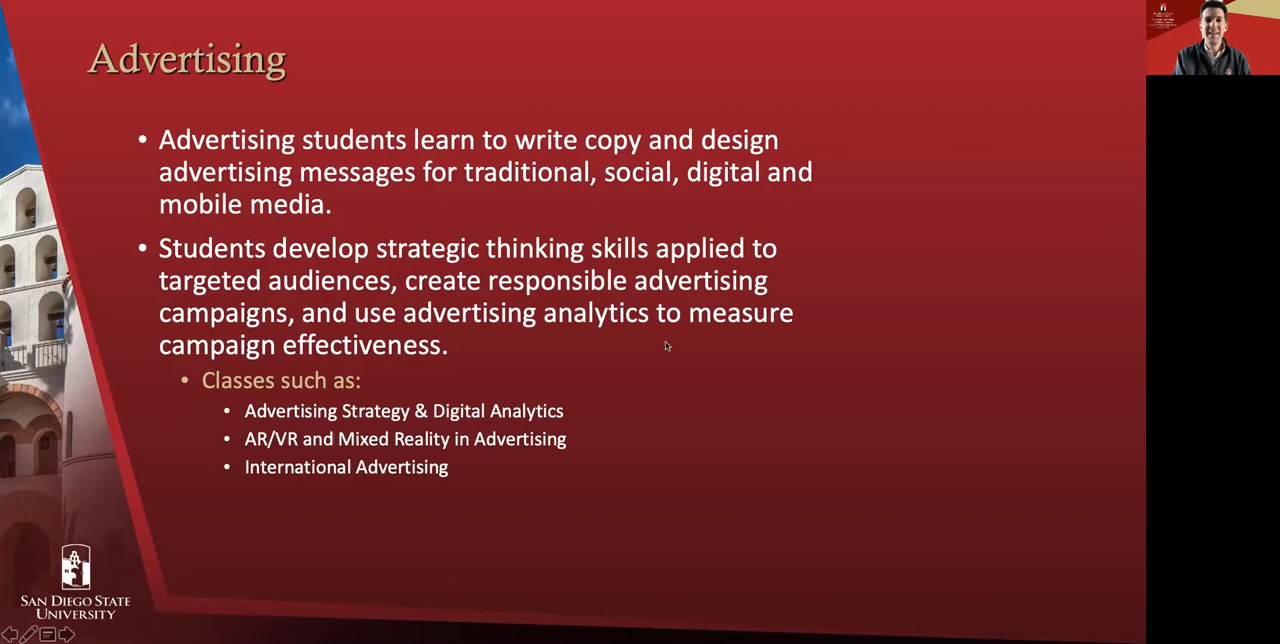 Advertising
• Advertising students learn to write copy and design
advertising messages for traditional, social, digital and
mobile media.
• Students develop strategic thinking skills applied to
targeted audiences, create responsible advertising
campaigns, and use advertising analytics to measure
campaign effectiveness.
• Classes such as:
• Advertising Strategy & Digital Analytics
• AR/VR and Mixed Reality in Advertising
• International Advertising
SAN DIEGO STATE
UNIVERSITY